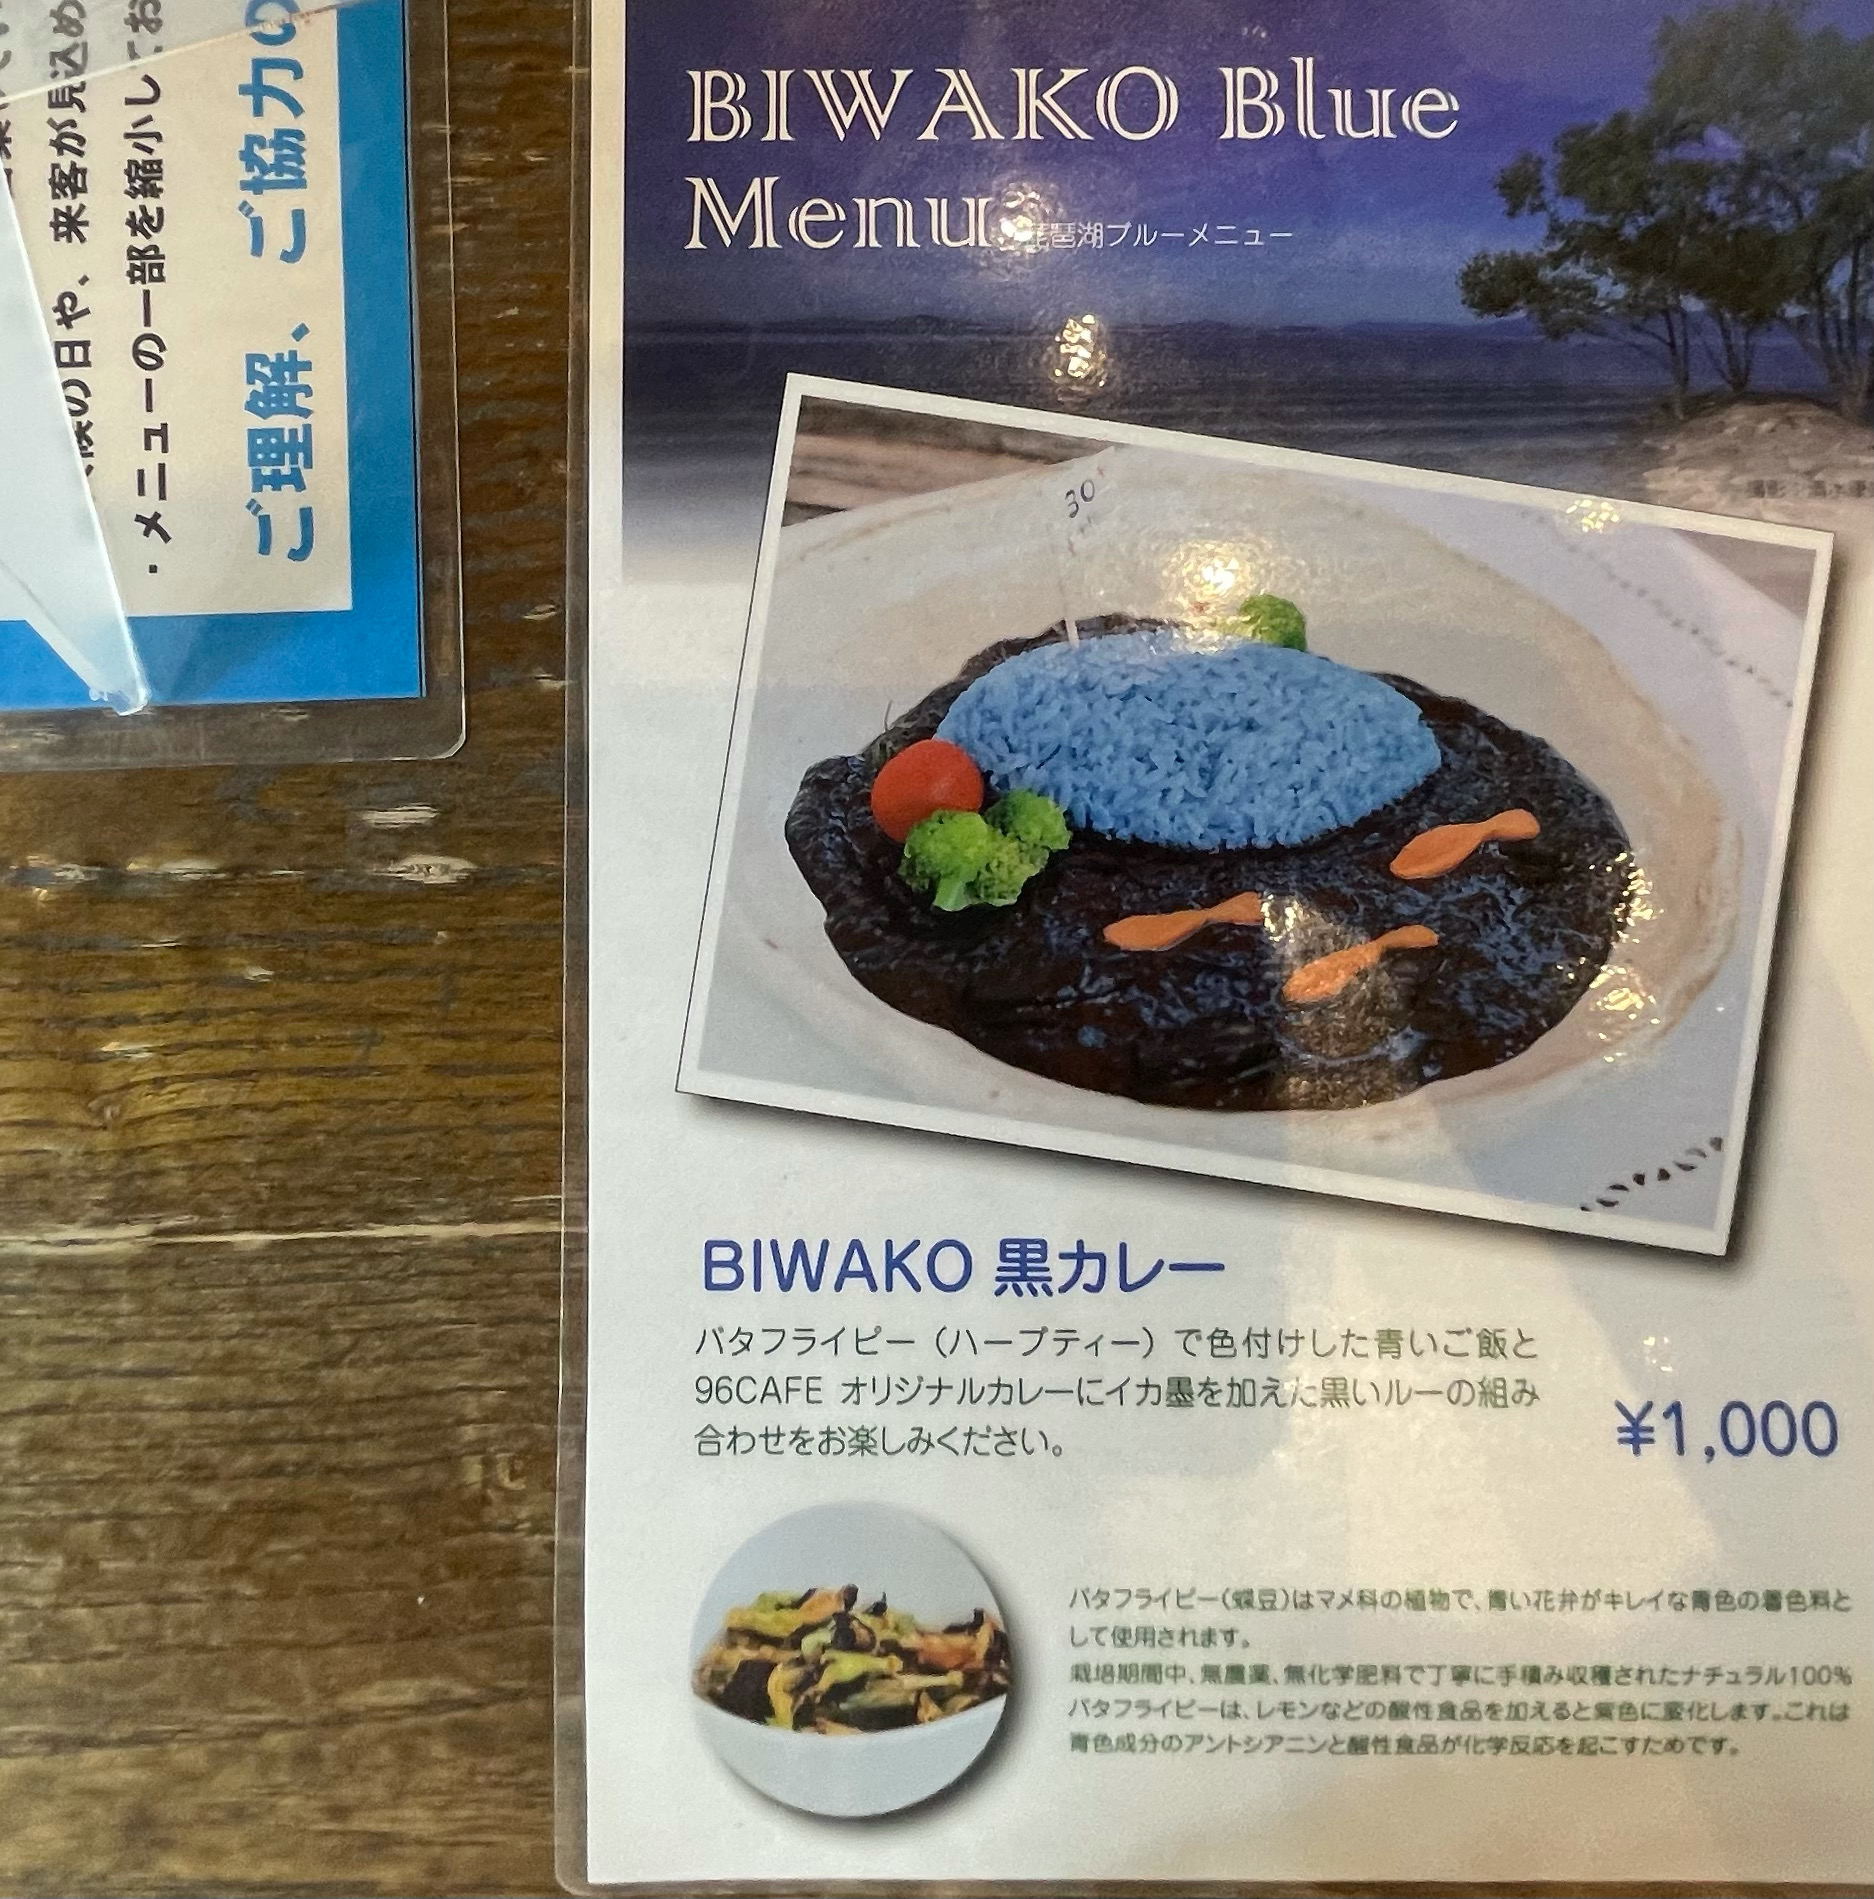 ご理解、ご協力の
・メニューの一部を縮小し
の日や、来客が見込め
BIWAKO Blue
Menu
琵琶湖ブルーメニュー
30
BIWAKO 黒カレー
バタフライピー（ハーブティー）で色付けした青いご飯と
96CAFE オリジナルカレーにイカ墨を加えた黒いルーの組み
合わせをお楽しみください。
¥1,000
バタフライピー(蝶豆)はマメ科の植物で、青い花弁がキレイな青色の着色料と
して使用されます。
栽培期間中、無農薬、無化学肥料で丁寧に手積み収穫されたナチュラル100%
バタフライピーは、レモンなどの酸性食品を加えると紫色に変化します。これは
青色成分のアントシアニンと酸性食品が化学反応を起こすためです。